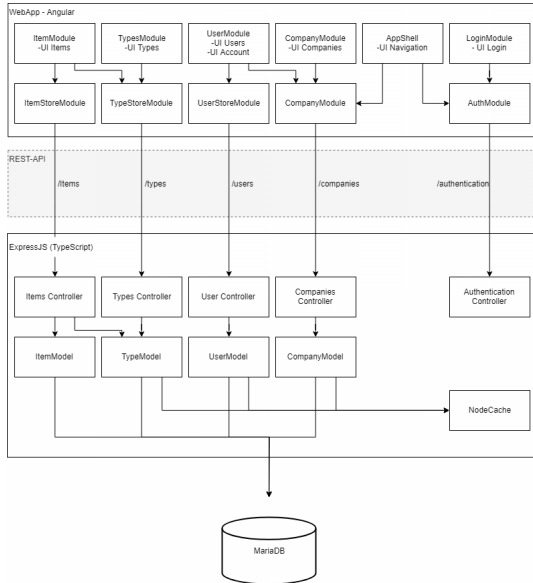 WebApp - Angular
ItemModule
-UI Items
TypesModule
- UI Types
UserModule
-UI Users
-UI Account
CompanyModule
- UI Companies
AppShell
-UI Navigation
LoginModule
- UI Login
ItemStoreModule
TypeStoreModule
UserStoreModule
CompanyModule
AuthModule
REST-API
/Items
/types
/users
/companies
/authentication
ExpressJS (TypeScript)
Items Controller
Types Controller
User Controller
Companies
Controller
Authentication
Controller
ItemModel
TypeModel
UserModel
CompanyModel
NodeCache
MariaDB